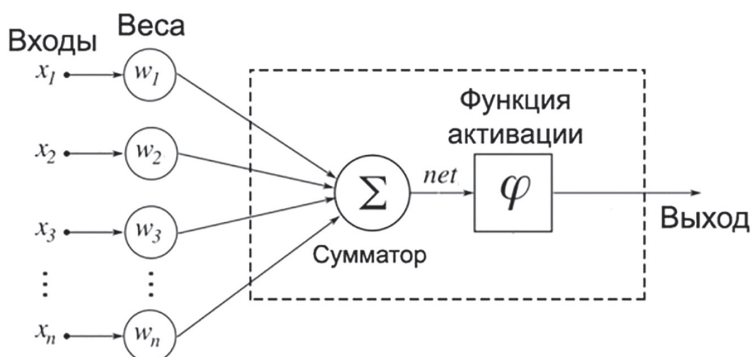 Входы Веса
x1 w1
x2 w2
x3 w3
⋮ ⋮
xn wn
Σ
Сумматор
net
Функция
активации
φ
Выход